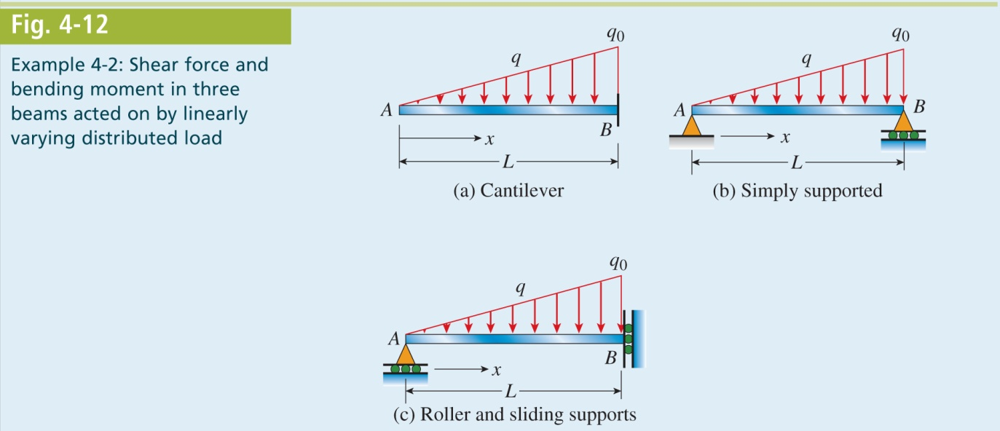 Fig. 4-12
Example 4-2: Shear force and
bending moment in three
beams acted on by linearly
varying distributed load
q0
q
A
B
x
L
(a) Cantilever
q0
q
A
B
x
L
(b) Simply supported
q0
q
A
B
x
L
(c) Roller and sliding supports